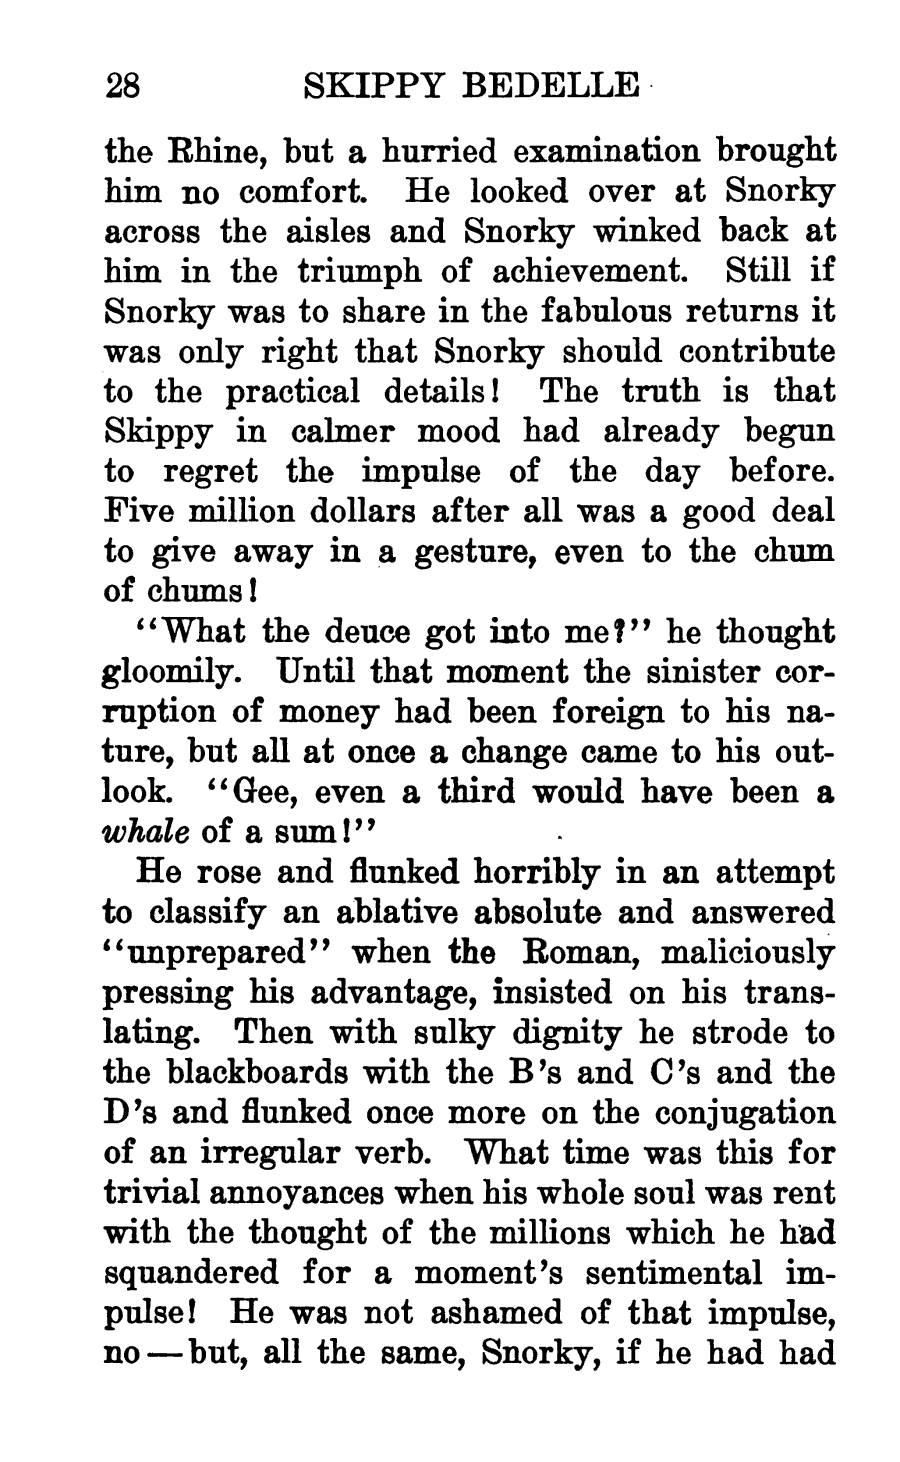 28 SKIPPY BEDELLE
the Rhine, but a hurried examination brought
him no comfort. He looked over at Snorky
across the aisles and Snorky winked back at
him in the triumph of achievement. Still if
Snorky was to share in the fabulous returns it
was only right that Snorky should contribute
to the practical details! The truth is that
Skippy in calmer mood had already begun
to regret the impulse of the day before.
Five million dollars after all was a good deal
to give away in a gesture, even to the chum
of chums!
"What the deuce got into me?" he thought
gloomily. Until that moment the sinister cor-
ruption of money had been foreign to his na-
ture, but all at once a change came to his out-
look. "Gee, even a third would have been a
whale of a sum!"
He rose and flunked horribly in an attempt
to classify an ablative absolute and answered
"unprepared" when the Roman, maliciously
pressing his advantage, insisted on his trans-
lating. Then with sulky dignity he strode to
the blackboards with the B's and C's and the
D's and flunked once more on the conjugation
of an irregular verb. What time was this for
trivial annoyances when his whole soul was rent
with the thought of the millions which he had
squandered for a moment's sentimental im-
pulse! He was not ashamed of that impulse,
no—but, all the same, Snorky, if he had had